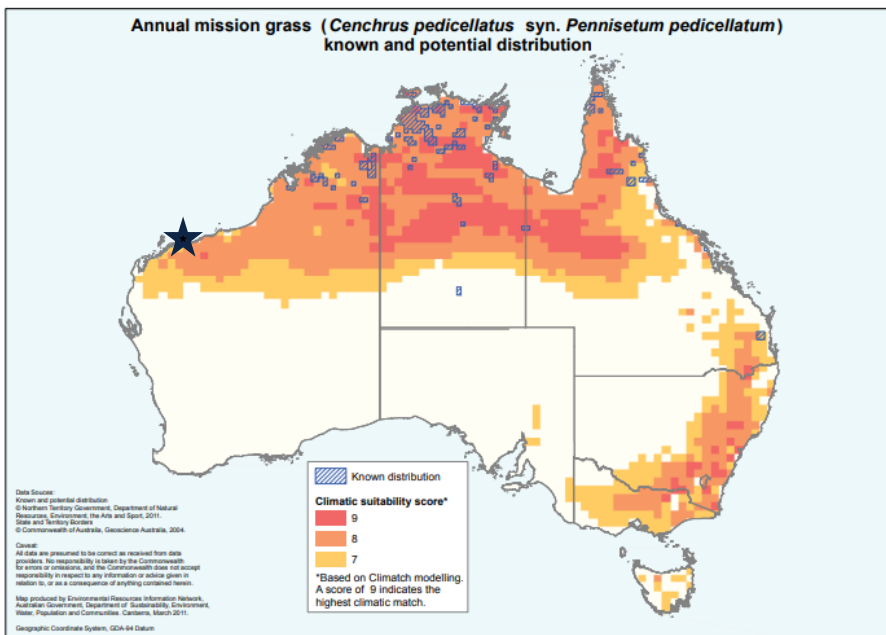 Annual mission grass (Cenchrus pedicellatus syn. Pennisetum pedicellatum)
known and potential distribution
Known distribution
Climatic suitability score*
9
8
7
*Based on Climatch modelling.
A score of 9 indicates the
highest climatic match.
Data Sources:
Known and potential distribution
© Northern Territory Government, Department of Natural
Resources, Environment, the Arts and Sport, 2011.
State and Territory Borders
© Commonwealth of Australia, Geoscience Australia, 2004.
Caveat:
All data are presumed to be correct as received from data
providers. No responsibility is taken by the Commonwealth
for errors or omissions, and the Commonwealth does not accept
responsibility in respect to any information or advice given in
relation to, or as a consequence of anything contained herein.
Map produced by Environmental Resources Information Network,
Australian Government, Department of Sustainability, Environment,
Water, Population and Communities. Canberra, March 2011.
Geographic Coordinate System, GDA-94 Datum